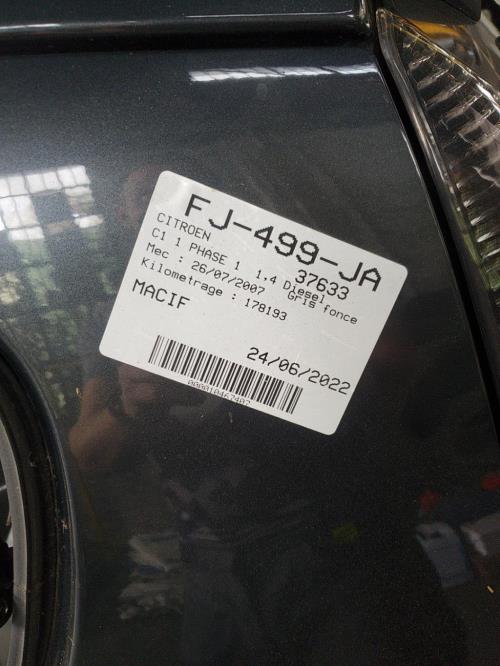 FJ-499-JA
CITROEN 37633
C1 1 PHASE 1 1.4 Diesel
Mec : 26/07/2007 Gris fonce
Kilometrage : 178193
MACIF
24/06/2022